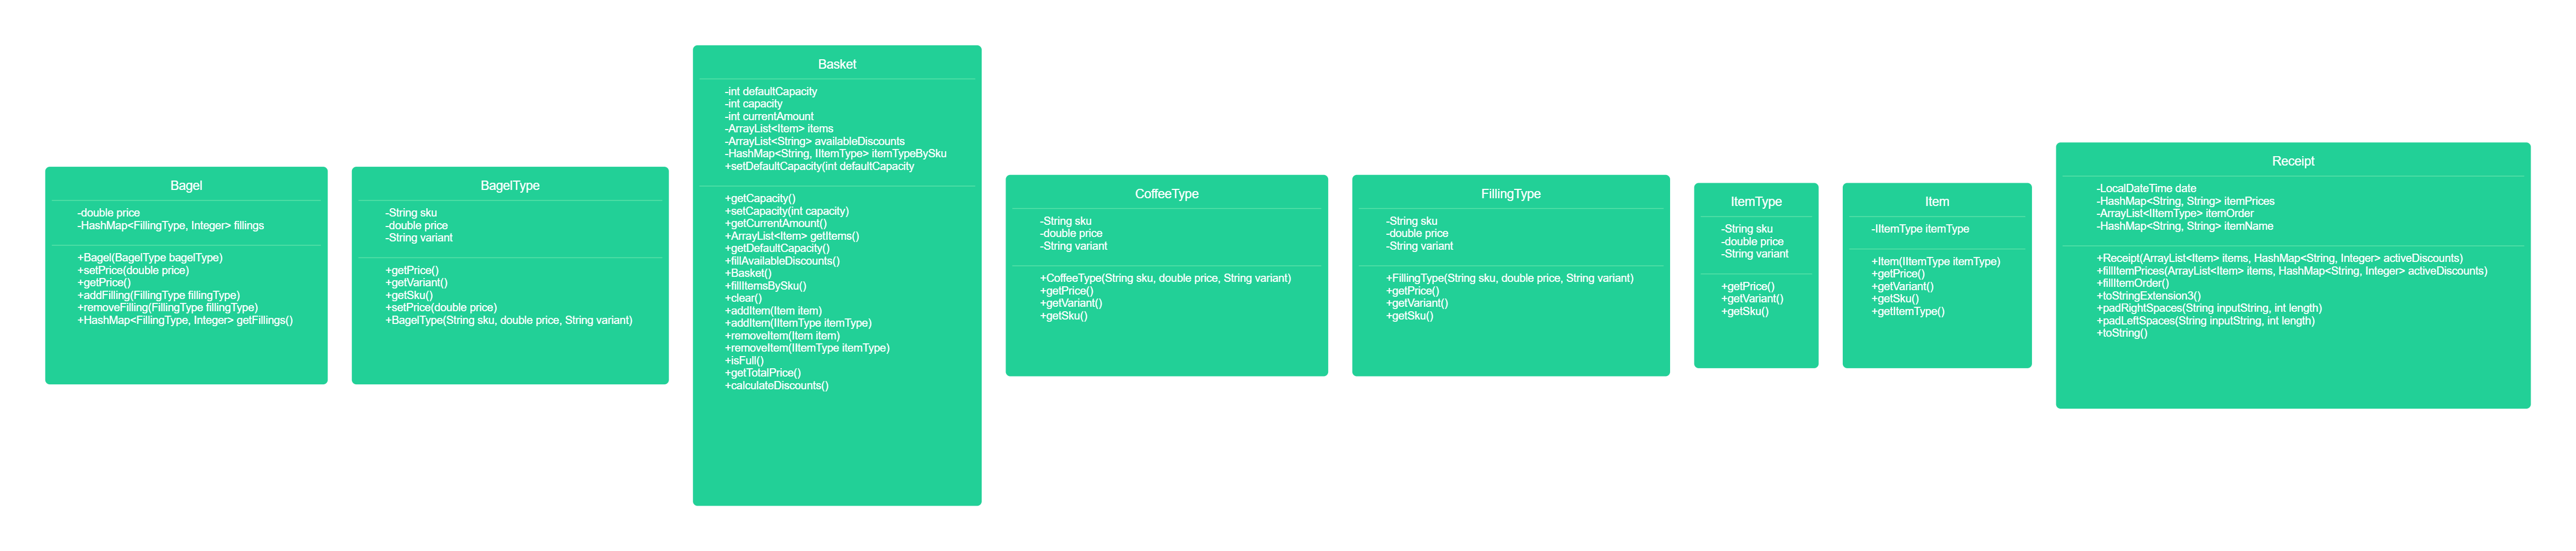 Bagel
-double price
-HashMap<FillingType, Integer> fillings
+Bagel(BagelType bagelType)
+setPrice(double price)
+getPrice()
+addFilling(FillingType fillingType)
+removeFilling(FillingType fillingType)
+HashMap<FillingType, Integer> getFillings()
BagelType
-String sku
-double price
-String variant
+getPrice()
+getVariant()
+getSku()
+setPrice(double price)
+BagelType(String sku, double price, String variant)
Basket
-int defaultCapacity
-int capacity
-int currentAmount
-ArrayList<Item> items
-ArrayList<String> availableDiscounts
-HashMap<String, IItemType> itemTypeBySku
+setDefaultCapacity(int defaultCapacity
+getCapacity()
+setCapacity(int capacity)
+getCurrentAmount()
+ArrayList<Item> getItems()
+getDefaultCapacity()
+fillAvailableDiscounts()
+Basket()
+fillItemsBySku()
+clear()
+addItem(Item item)
+addItem(IItemType itemType)
+removeItem(Item item)
+removeItem(IItemType itemType)
+isFull()
+getTotalPrice()
+calculateDiscounts()
CoffeeType
-String sku
-double price
-String variant
+CoffeeType(String sku, double price, String variant)
+getPrice()
+getVariant()
+getSku()
FillingType
-String sku
-double price
-String variant
+FillingType(String sku, double price, String variant)
+getPrice()
+getVariant()
+getSku()
ItemType
-String sku
-double price
-String variant
+getPrice()
+getVariant()
+getSku()
Item
-IItemType itemType
+Item(IItemType itemType)
+getPrice()
+getVariant()
+getSku()
+getItemType()
Receipt
-LocalDateTime date
-HashMap<String, String> itemPrices
-ArrayList<IItemType> itemOrder
-HashMap<String, String> itemName
+Receipt(ArrayList<Item> items, HashMap<String, Integer> activeDiscounts)
+fillItemPrices(ArrayList<Item> items, HashMap<String, Integer> activeDiscounts)
+fillItemOrder()
+toStringExtension3()
+padRightSpaces(String inputString, int length)
+padLeftSpaces(String inputString, int length)
+toString()